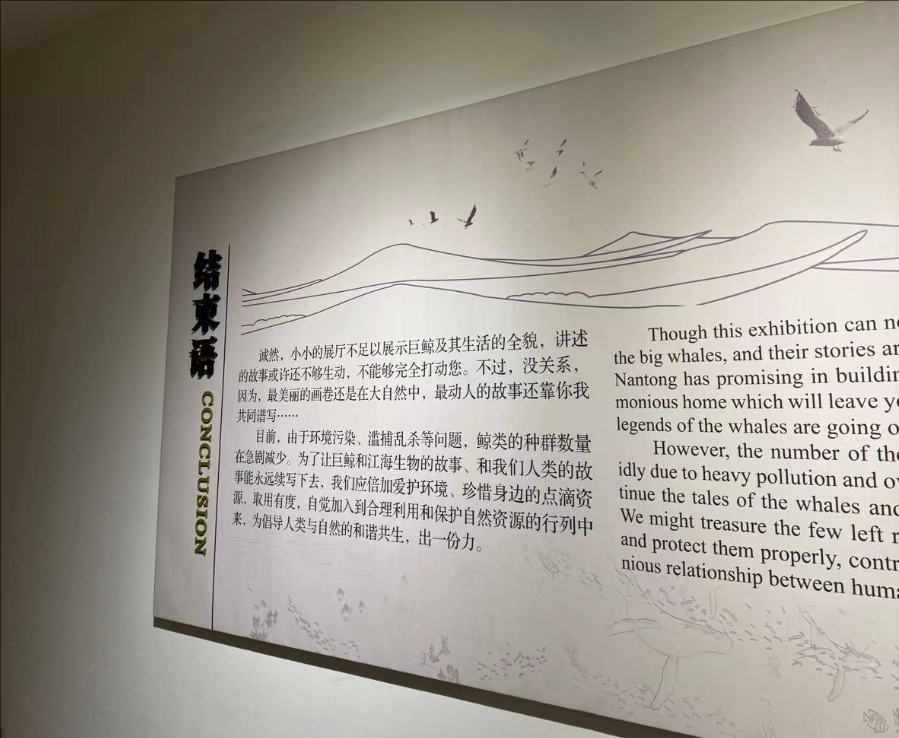 结束语
CONCLUSION
诚然，小小的展厅不足以展示巨鲸及其生活的全貌，讲述
的故事或许还不够生动，不能够完全打动您。不过，没关系，
因为，最美丽的画卷还是在大自然中，最动人的故事还靠你我
共同谱写……
目前，由于环境污染、滥捕乱杀等问题，鲸类的种群数量
在急剧减少。为了让巨鲸和江海生物的故事、和我们人类的故
事能永远续写下去，我们应倍加爱护环境、珍惜身边的点滴资
源，取用有度，自觉加入到合理利用和保护自然资源的行列中
来，为倡导人类与自然的和谐共生，出一份力。
Though this exhibition can
the big whales, and their stories
Nantong has promising in
monious home which will leave
legends of the whales are going
However, the number of
idly due to heavy pollution and
tinue the tales of the whales
We might treasure the few left
and protect them properly,
nious relationship between